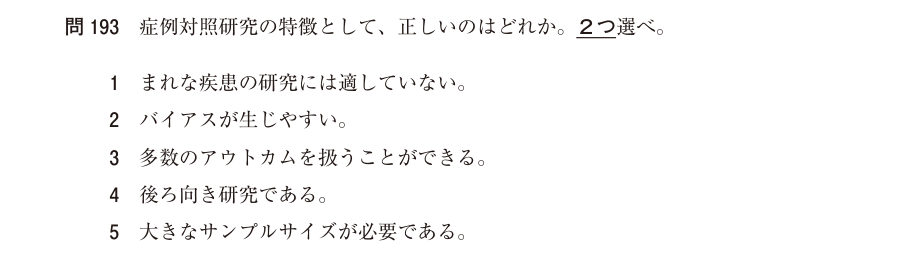 問 193 症例対照研究の特徴として、正しいのはどれか。２つ選べ。
1 まれな疾患の研究には適していない。
2 バイアスが生じやすい。
3 多数のアウトカムを扱うことができる。
4 後ろ向き研究である。
5 大きなサンプルサイズが必要である。